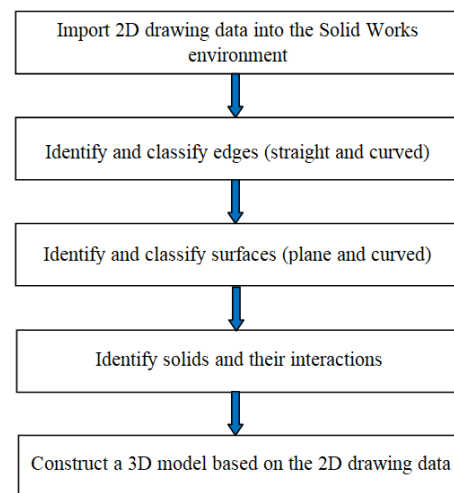 Import 2D drawing data into the Solid Works
environment
Identify and classify edges (straight and curved)
Identify and classify surfaces (plane and curved)
Identify solids and their interactions
Construct a 3D model based on the 2D drawing data